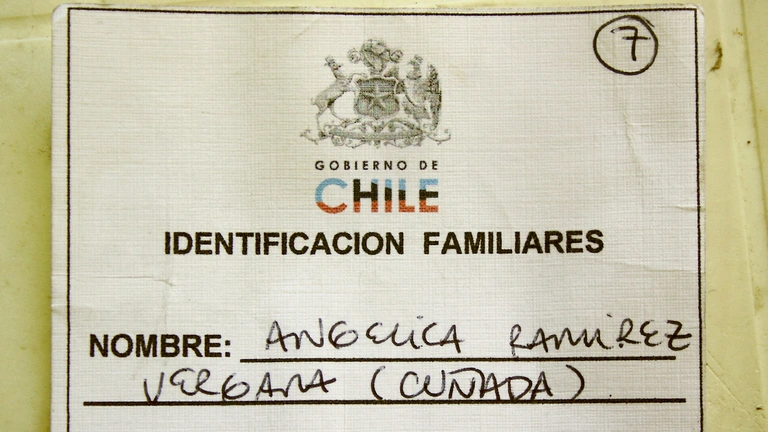 7
GOBIERNO DE
CHILE
IDENTIFICACION FAMILIARES
NOMBRE: ANGELICA RAMIREZ
VERGARA (CUÑADA)